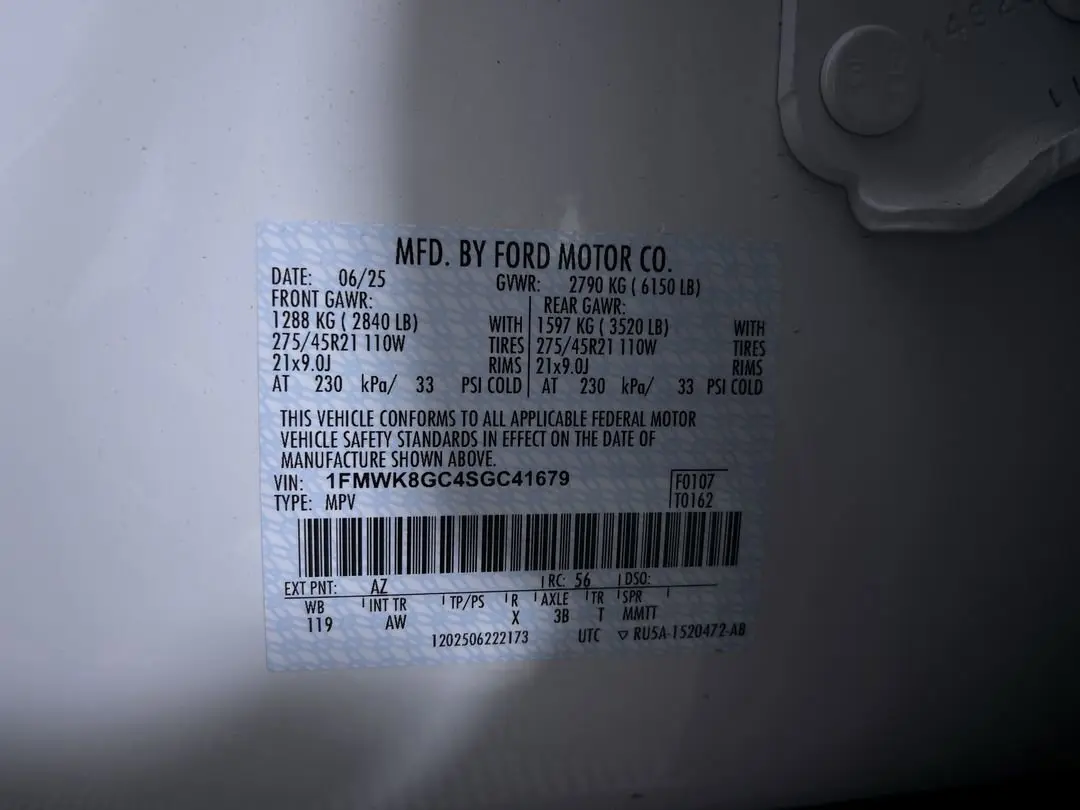 MFD. BY FORD MOTOR CO.
DATE: 06/25 GVWR: 2790 KG ( 6150 LB)
FRONT GAWR: REAR GAWR:
1288 KG ( 2840 LB) WITH 1597 KG ( 3520 LB) WITH
275/45R21 110W TIRES 275/45R21 110W TIRES
21x9.0J RIMS 21x9.0J RIMS
AT 230 kPa/ 33 PSI COLD AT 230 kPa/ 33 PSI COLD
THIS VEHICLE CONFORMS TO ALL APPLICABLE FEDERAL MOTOR
VEHICLE SAFETY STANDARDS IN EFFECT ON THE DATE OF
MANUFACTURE SHOWN ABOVE.
VIN: 1FMWK8GC4SGC41679 F0107
TYPE: MPV T0162
EXT PNT: AZ RC: 56 DSO:
WB INT TR TP/PS R AXLE TR SPR
119 AW X 3B T MMTT
1202506222173 UTC ▽ RU5A-1520472-AB